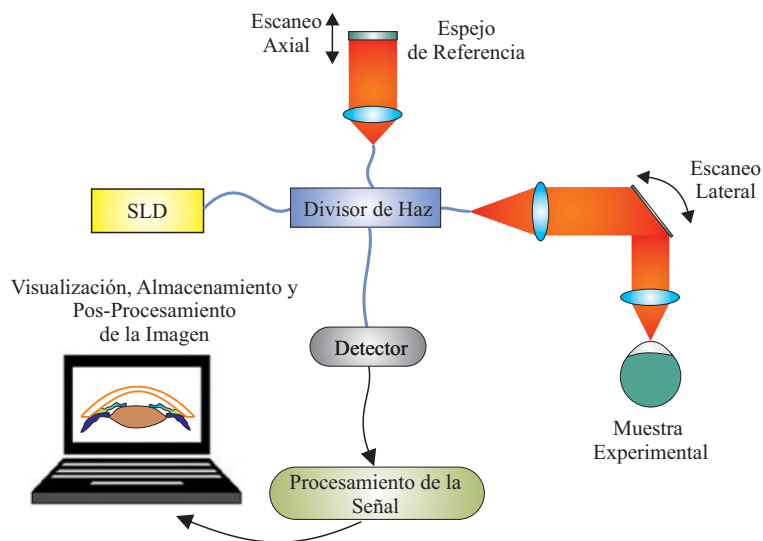 Escaneo
Axial
Espejo
de Referencia
Escaneo
Lateral
SLD
Divisor de Haz
Visualización, Almacenamiento y
Pos-Procesamiento
de la Imagen
Detector
Muestra
Experimental
Procesamiento de la
Señal